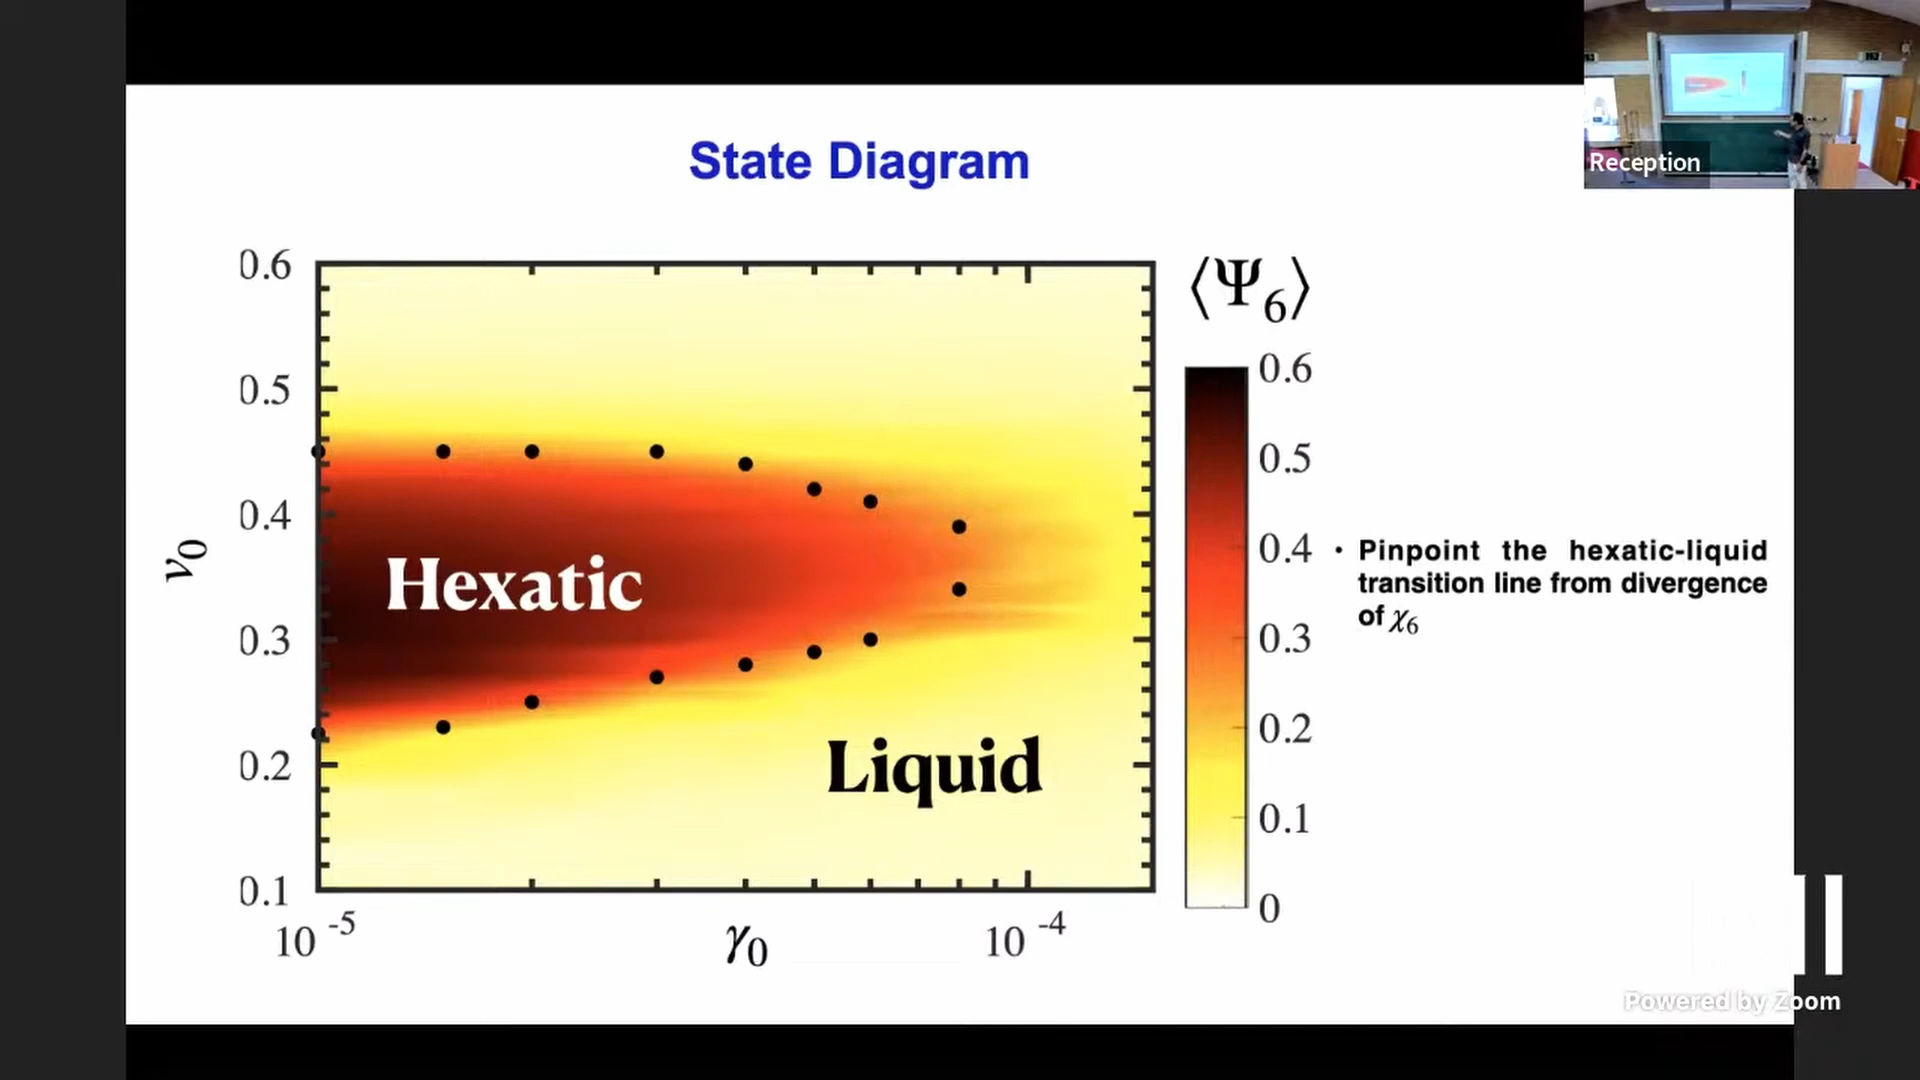 Reception
State Diagram
0.6
0.5
0.4
0.3
0.2
0.1
v₀
10⁻⁵
γ₀
10⁻⁴
Hexatic
Liquid
⟨Ψ₆⟩
0.6
0.5
0.4
0.3
0.2
0.1
0
• Pinpoint the hexatic-liquid
transition line from divergence
of χ₆
Powered by Zoom